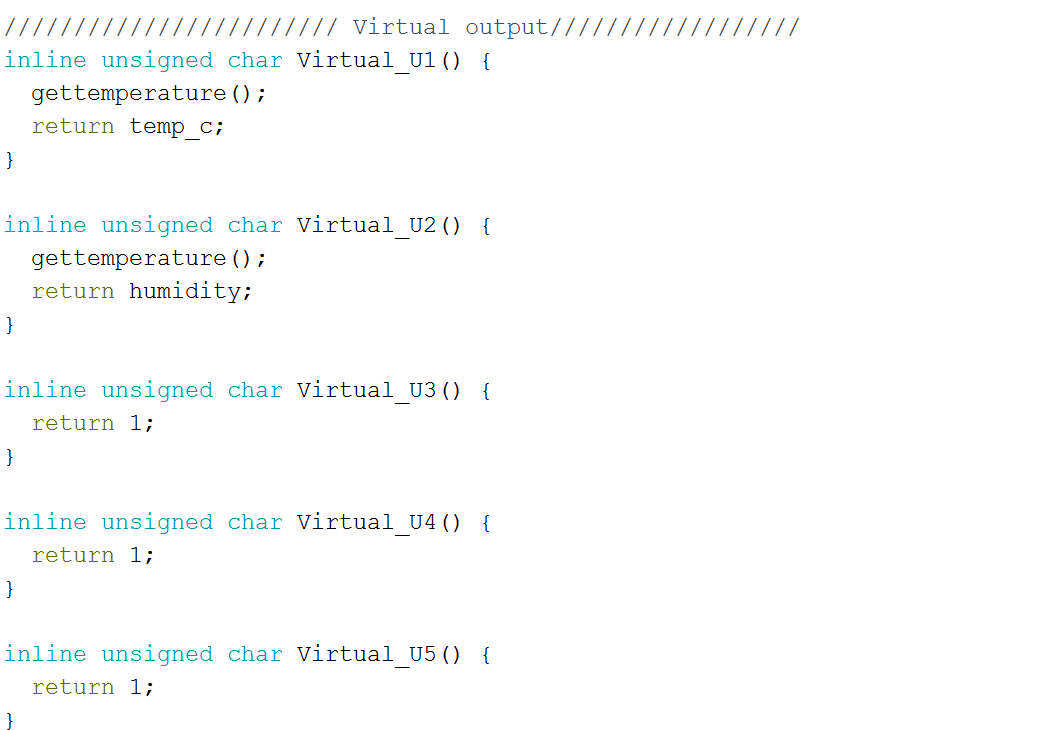 //////////////////////// Virtual output//////////////////
inline unsigned char Virtual_U1() {
  gettemperature();
  return temp_c;
}

inline unsigned char Virtual_U2() {
  gettemperature();
  return humidity;
}

inline unsigned char Virtual_U3() {
  return 1;
}

inline unsigned char Virtual_U4() {
  return 1;
}

inline unsigned char Virtual_U5() {
  return 1;
}